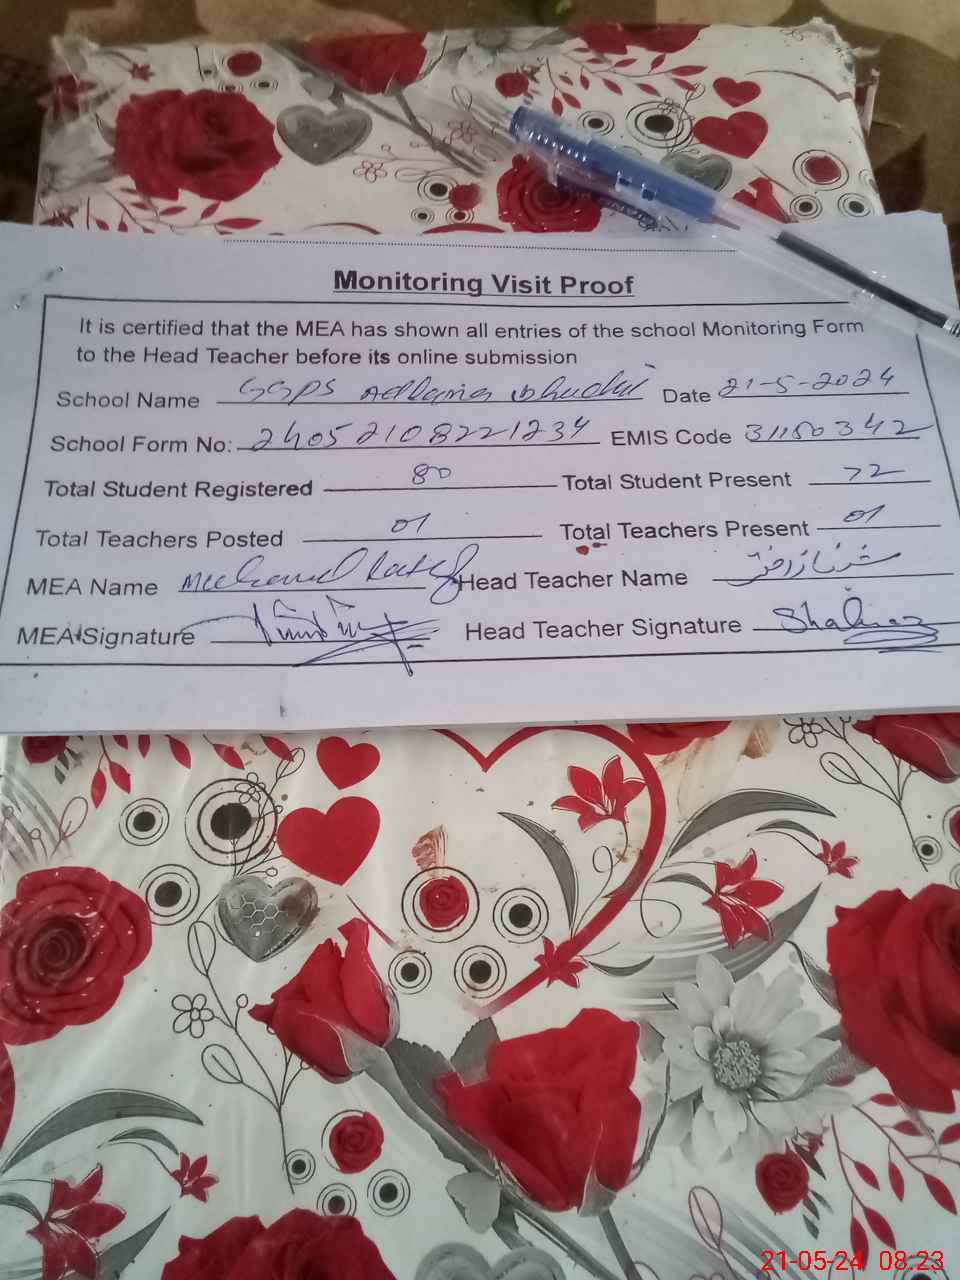 Monitoring Visit Proof
It is certified that the MEA has shown all entries of the school Monitoring Form
to the Head Teacher before its online submission
School Name GGPS Date 21-5-2024
School Form No: 24052108221234 EMIS Code 31150342
Total Student Registered 80 Total Student Present 72
Total Teachers Posted 01 Total Teachers Present 01
MEA Name Head Teacher Name شہناز اختر
MEA Signature Head Teacher Signature Shahnaz
21-05-24 08:23